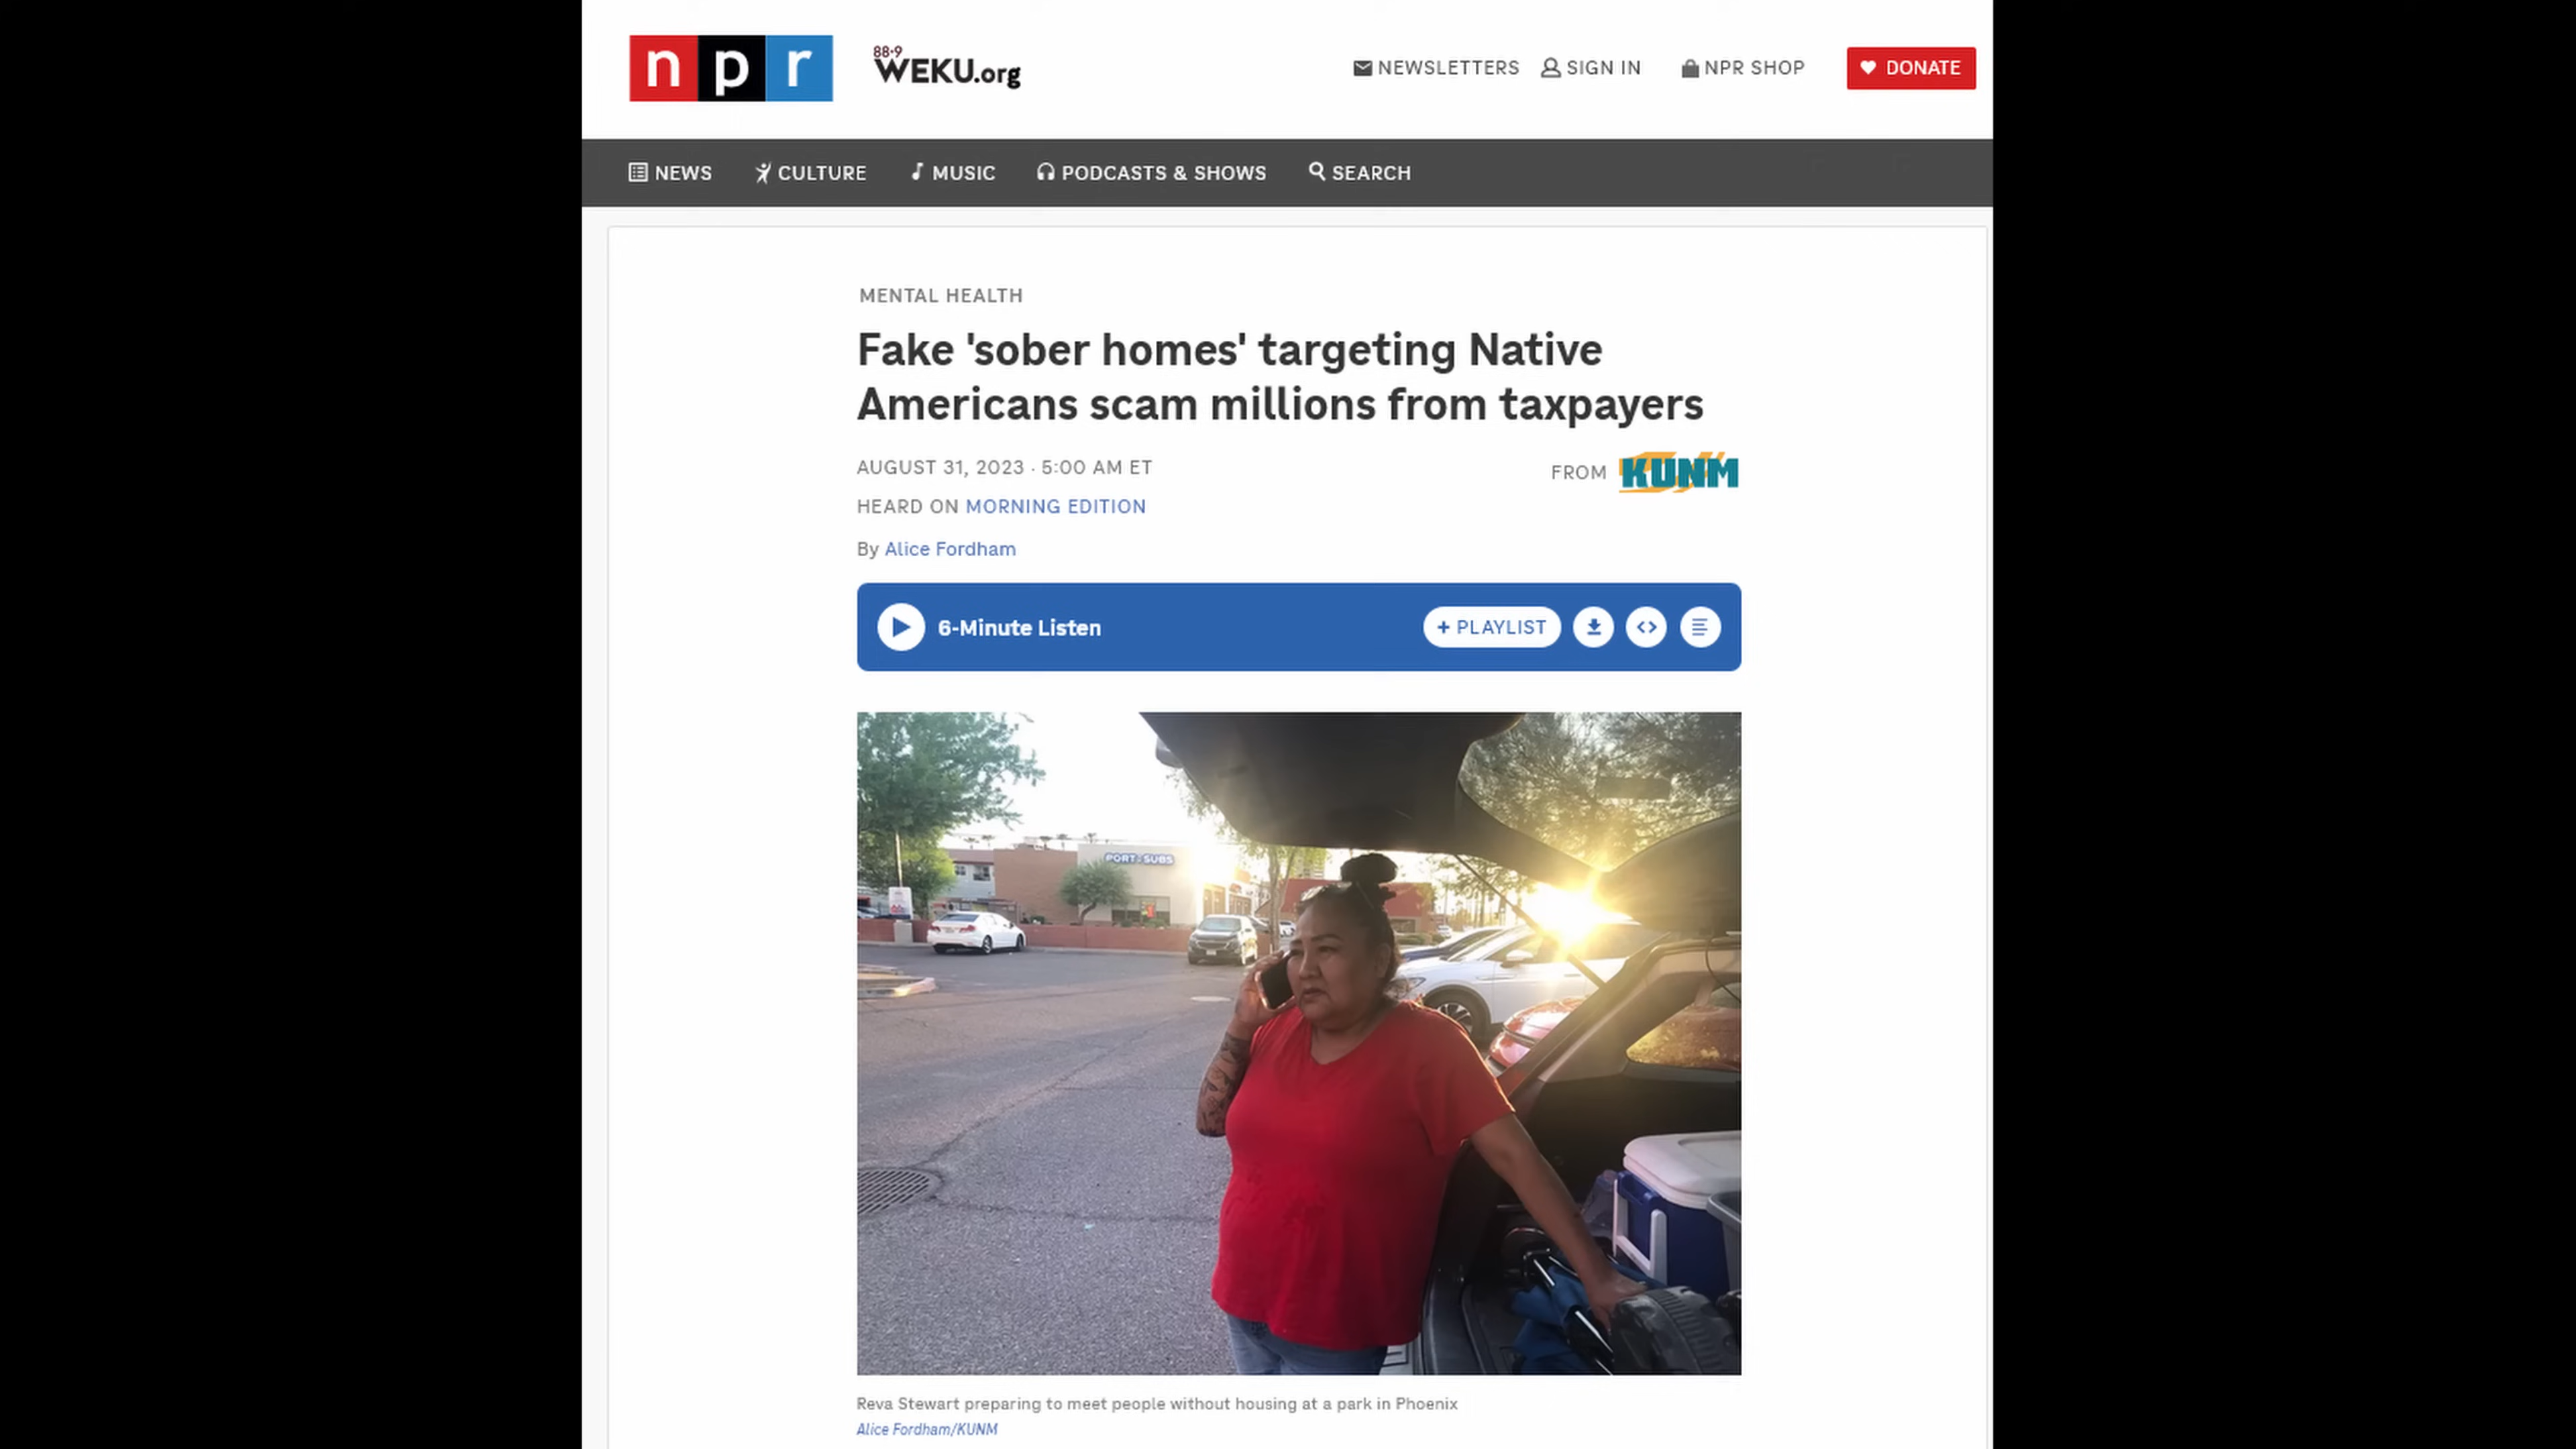 npr
88.9
WEKU.org
NEWSLETTERS
SIGN IN
NPR SHOP
DONATE
NEWS
CULTURE
MUSIC
PODCASTS & SHOWS
SEARCH
MENTAL HEALTH
Fake 'sober homes' targeting Native
Americans scam millions from taxpayers
AUGUST 31, 2023 · 5:00 AM ET
FROM KUNM
HEARD ON MORNING EDITION
By Alice Fordham
6-Minute Listen
+ PLAYLIST
PORT OF SUBS
Reva Stewart preparing to meet people without housing at a park in Phoenix
Alice Fordham/KUNM